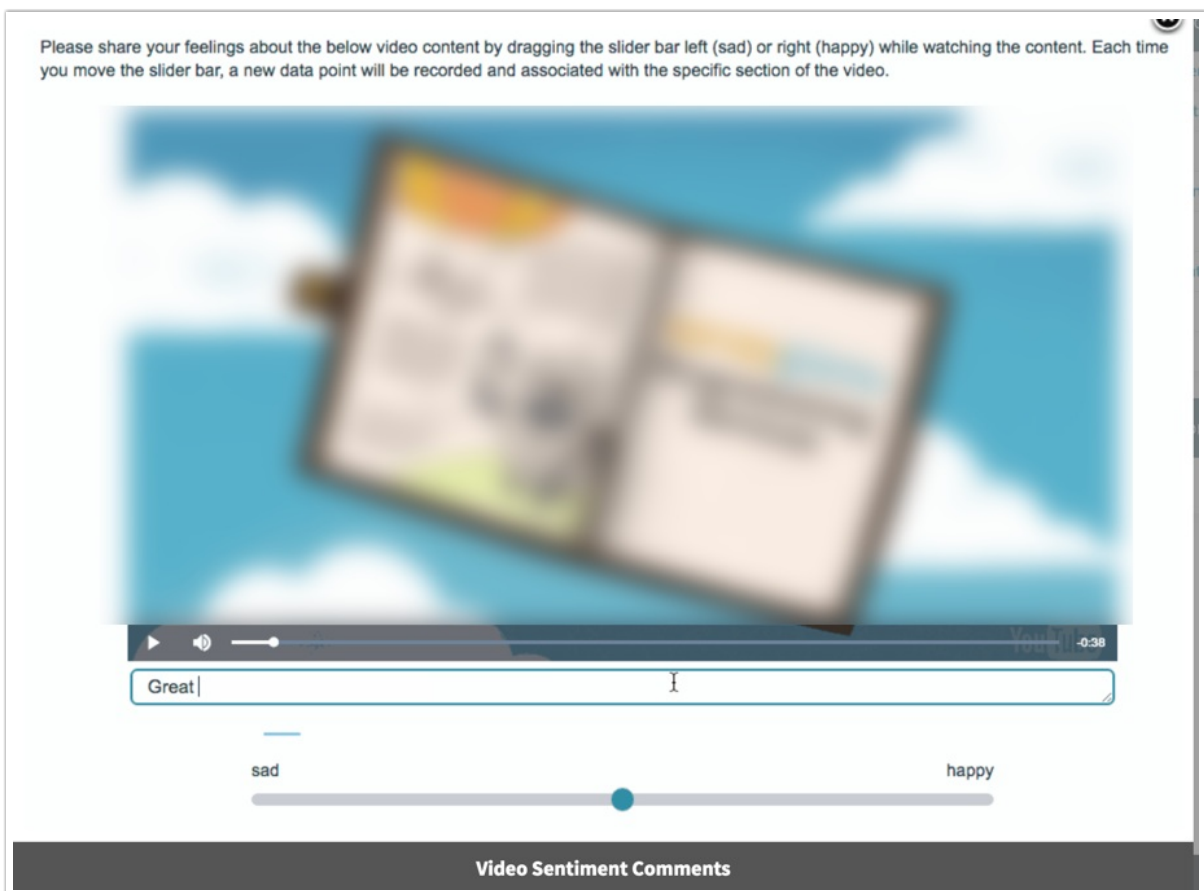 Please share your feelings about the below video content by dragging the slider bar left (sad) or right (happy) while watching the content. Each time
you move the slider bar, a new data point will be recorded and associated with the specific section of the video.
YouTube
-0:38
Great
sad
happy
Video Sentiment Comments